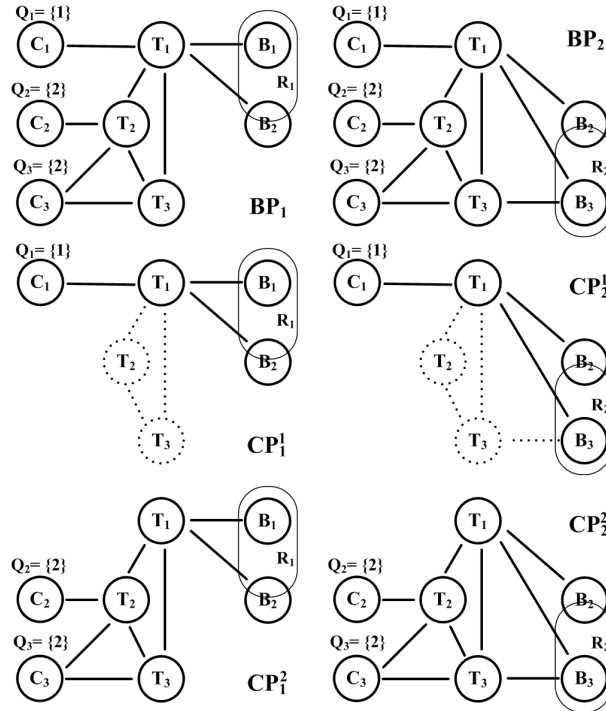 Q₁= {1}
C₁ T₁ B₁
R₁
Q₂= {2}
C₂ T₂ B₂
Q₃= {2}
C₃ T₃
BP₁
Q₁= {1}
C₁ T₁
BP₂
Q₂= {2}
C₂ T₂ B₂
Q₃= {2}
R₂
C₃ T₃ B₃
Q₁= {1}
C₁ T₁ B₁
R₁
T₂ B₂
T₃
CP₁¹
Q₁= {1}
C₁ T₁
CP₂¹
T₂ B₂
R₂
T₃ B₃
T₁ B₁
R₁
Q₂= {2}
C₂ T₂ B₂
Q₃= {2}
C₃ T₃
CP₁²
T₁
CP₂²
Q₂= {2}
C₂ T₂ B₂
Q₃= {2}
R₂
C₃ T₃ B₃